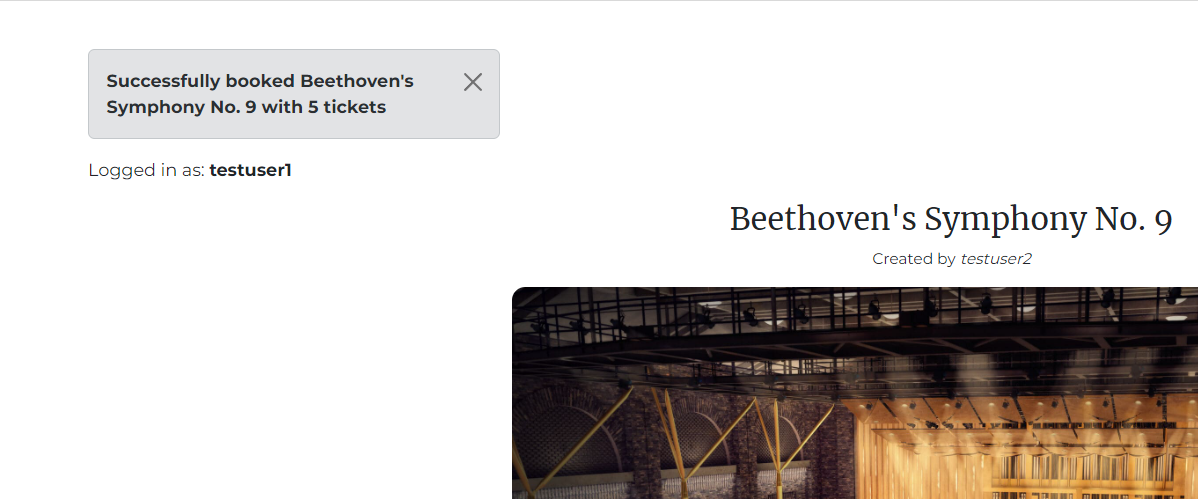 Successfully booked Beethoven's
Symphony No. 9 with 5 tickets
Logged in as: testuser1
Beethoven's Symphony No. 9
Created by testuser2